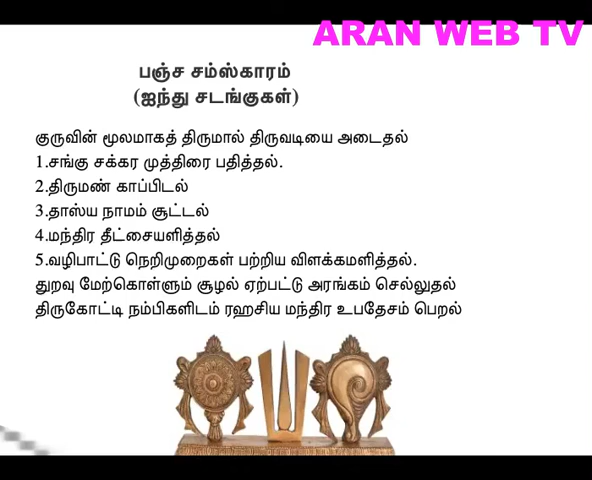 ARAN WEB TV
பஞ்ச சம்ஸ்காரம்
(ஐந்து சடங்குகள்)
குருவின் மூலமாகத் திருமால் திருவடியை அடைதல்
1.சங்கு சக்கர முத்திரை பதித்தல்.
2.திருமண் காப்பிடல்
3.தாஸ்ய நாமம் சூட்டல்
4.மந்திர தீட்சையளித்தல்
5.வழிபாட்டு நெறிமுறைகள் பற்றிய விளக்கமளித்தல்.
துறவு மேற்கொள்ளும் சூழல் ஏற்பட்டு அரங்கம் செல்லுதல்
திருகோட்டி நம்பிகளிடம் ரஹசிய மந்திர உபதேசம் பெறல்